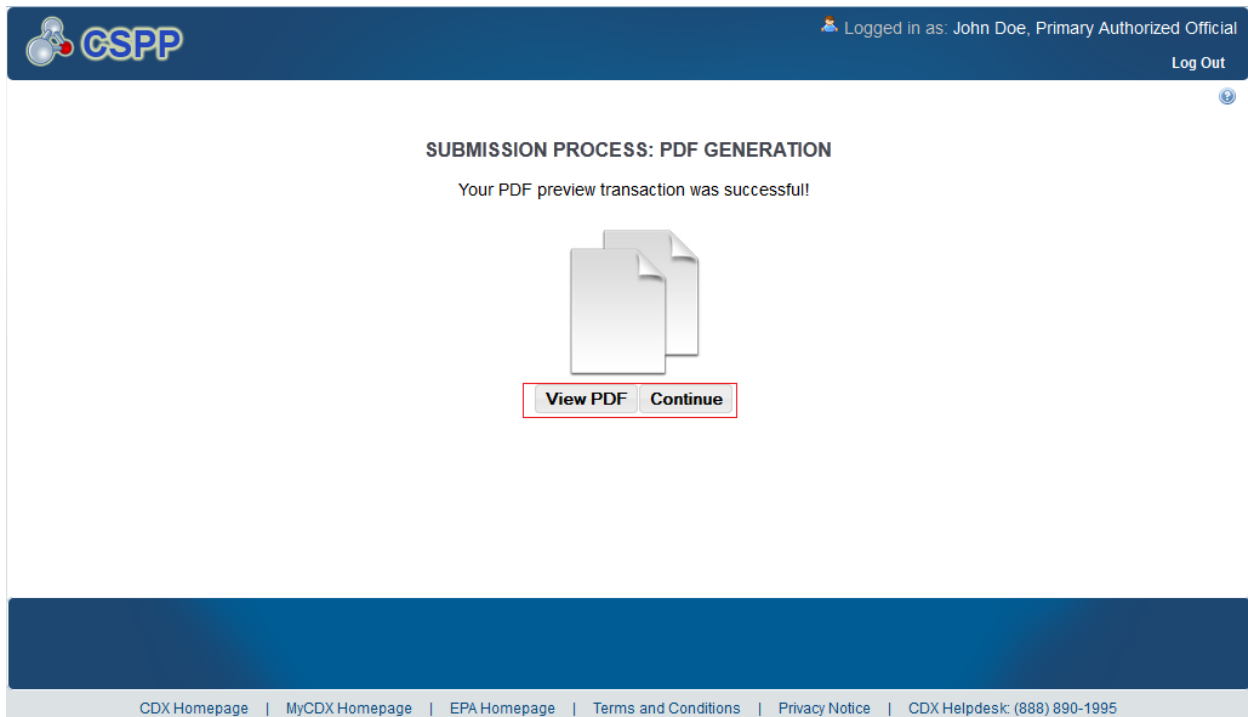 CSPP
Logged in as: John Doe, Primary Authorized Official
Log Out
SUBMISSION PROCESS: PDF GENERATION
Your PDF preview transaction was successful!
View PDF Continue
CDX Homepage | MyCDX Homepage | EPA Homepage | Terms and Conditions | Privacy Notice | CDX Helpdesk: (888) 890-1995